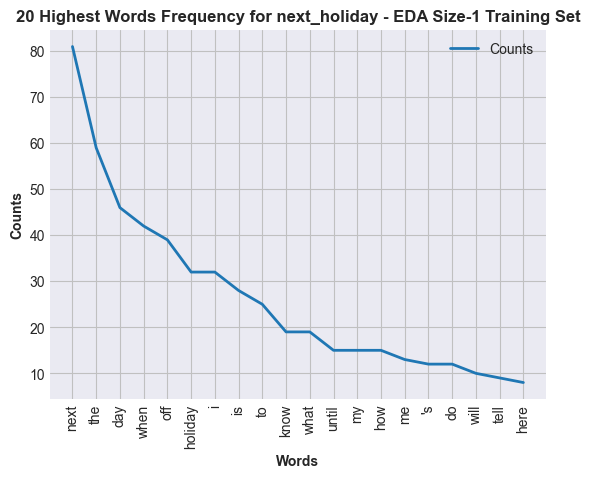 20 Highest Words Frequency for next_holiday - EDA Size-1 Training Set
Counts
80
70
60
50
40
30
20
10
Counts
next
the
day
when
off
holiday
i
is
to
know
what
until
my
how
me
's
do
will
tell
here
Words